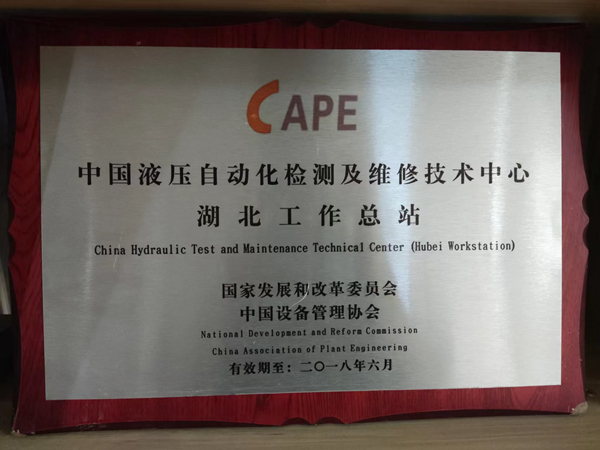 CAPE
中国液压自动化检测及维修技术中心
湖北工作总站
China Hydraulic Test and Maintenance Technical Center (Hubei Workstation)
国家发展和改革委员会
中国设备管理协会
National Development and Reform Commission
China Association of Plant Engineering
有效期至：二〇一八年六月